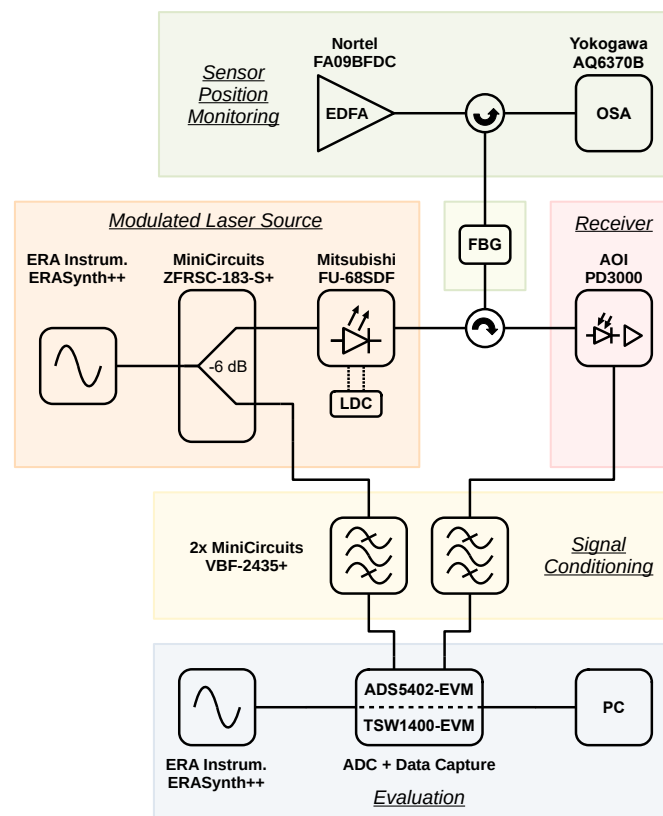 Sensor
Position
Monitoring
Nortel
FA09BFDC
EDFA
Yokogawa
AQ6370B
OSA
Modulated Laser Source
ERA Instrum.
ERASynth++
MiniCircuits
ZFRSC-183-S+
-6 dB
Mitsubishi
FU-68SDF
LDC
FBG
Receiver
AOI
PD3000
2x MiniCircuits
VBF-2435+
Signal
Conditioning
ERA Instrum.
ERASynth++
ADS5402-EVM
TSW1400-EVM
ADC + Data Capture
PC
Evaluation